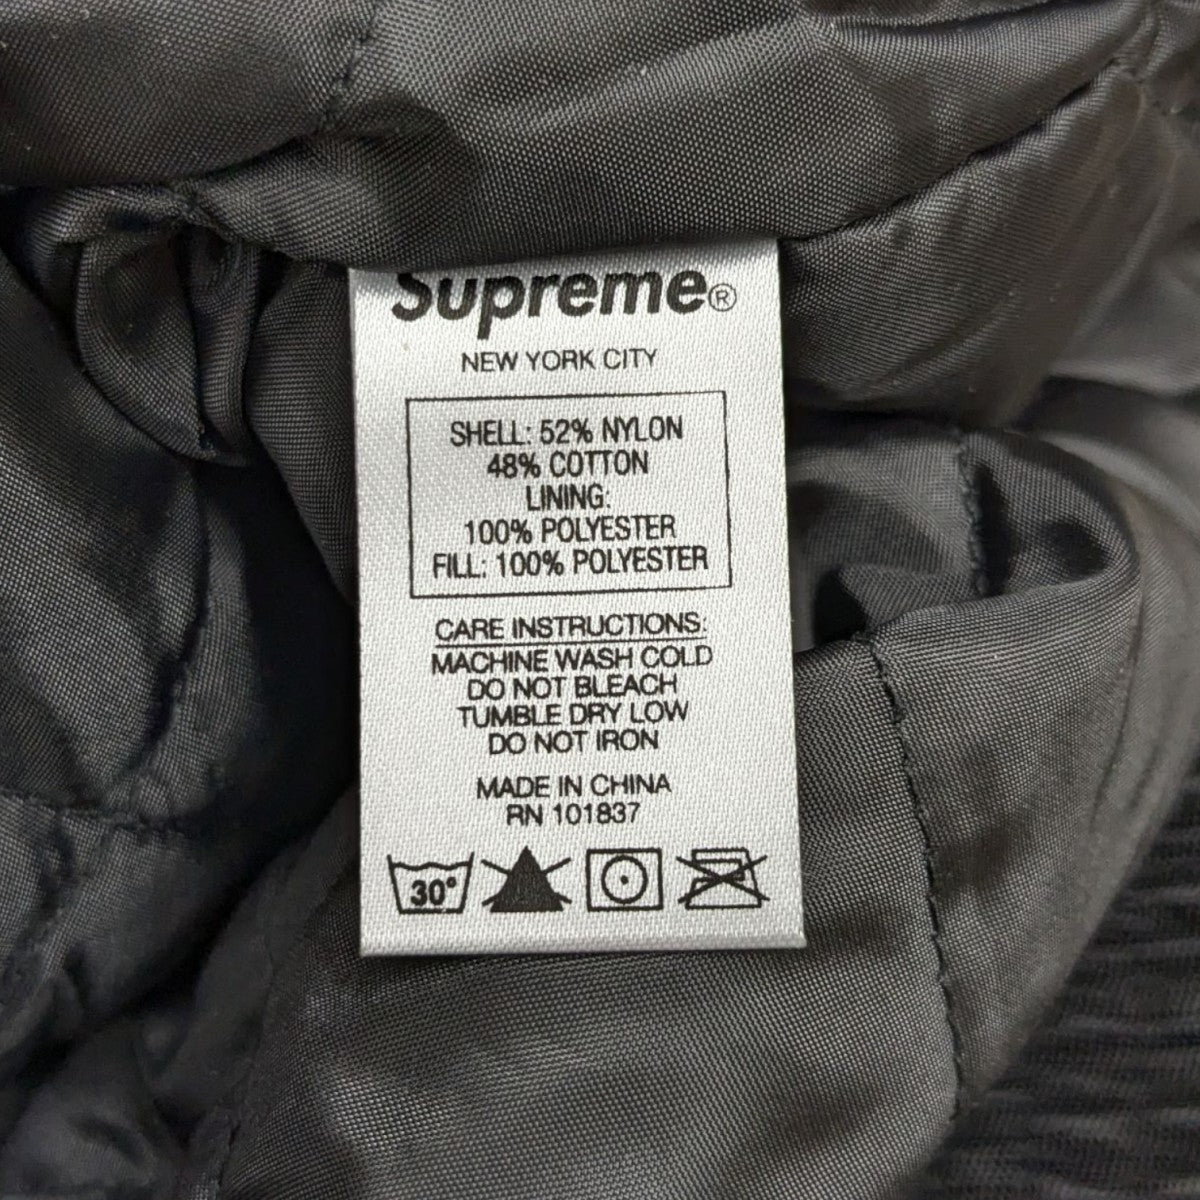 Supreme®
NEW YORK CITY
SHELL: 52% NYLON
48% COTTON
LINING:
100% POLYESTER
FILL: 100% POLYESTER
CARE INSTRUCTIONS:
MACHINE WASH COLD
DO NOT BLEACH
TUMBLE DRY LOW
DO NOT IRON
MADE IN CHINA
RN 101837
30°